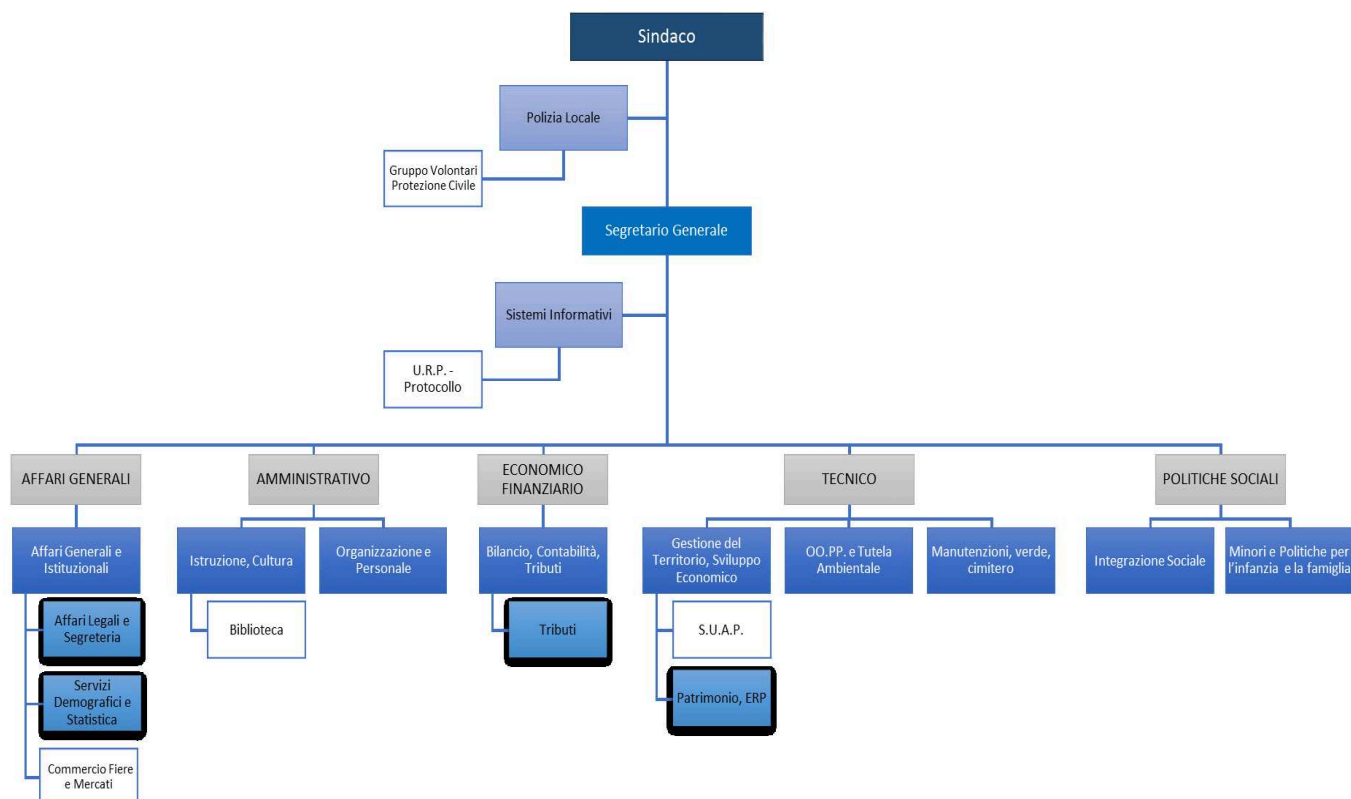 Sindaco
Polizia Locale
Gruppo Volontari
Protezione Civile
Segretario Generale
Sistemi Informativi
U.R.P. -
Protocollo
AFFARI GENERALI
AMMINISTRATIVO
ECONOMICO
FINANZIARIO
TECNICO
POLITICHE SOCIALI
Affari Generali e
Istituzionali
Istruzione, Cultura
Organizzazione e
Personale
Bilancio, Contabilità,
Tributi
Gestione del
Territorio, Sviluppo
Economico
OO.PP. e Tutela
Ambientale
Manutenzioni, verde,
cimitero
Integrazione Sociale
Minori e Politiche per
l'infanzia e la famiglia
Affari Legali e
Segreteria
Biblioteca
Tributi
S.U.A.P.
Servizi
Demografici e
Statistica
Patrimonio, ERP
Commercio Fiere
e Mercati